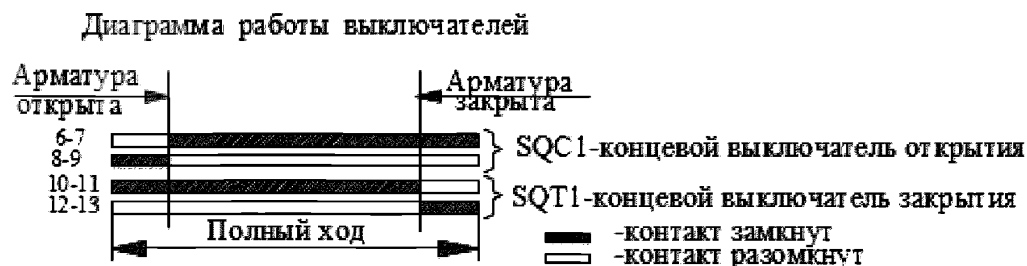 Диаграмма работы выключателей
Арматура открыта
Арматура закрыта
6-7
8-9
SQC1-концевой выключатель открытия
10-11
12-13
SQT1-концевой выключатель закрытия
Полный ход
-контакт замкнут
-контакт разомкнут